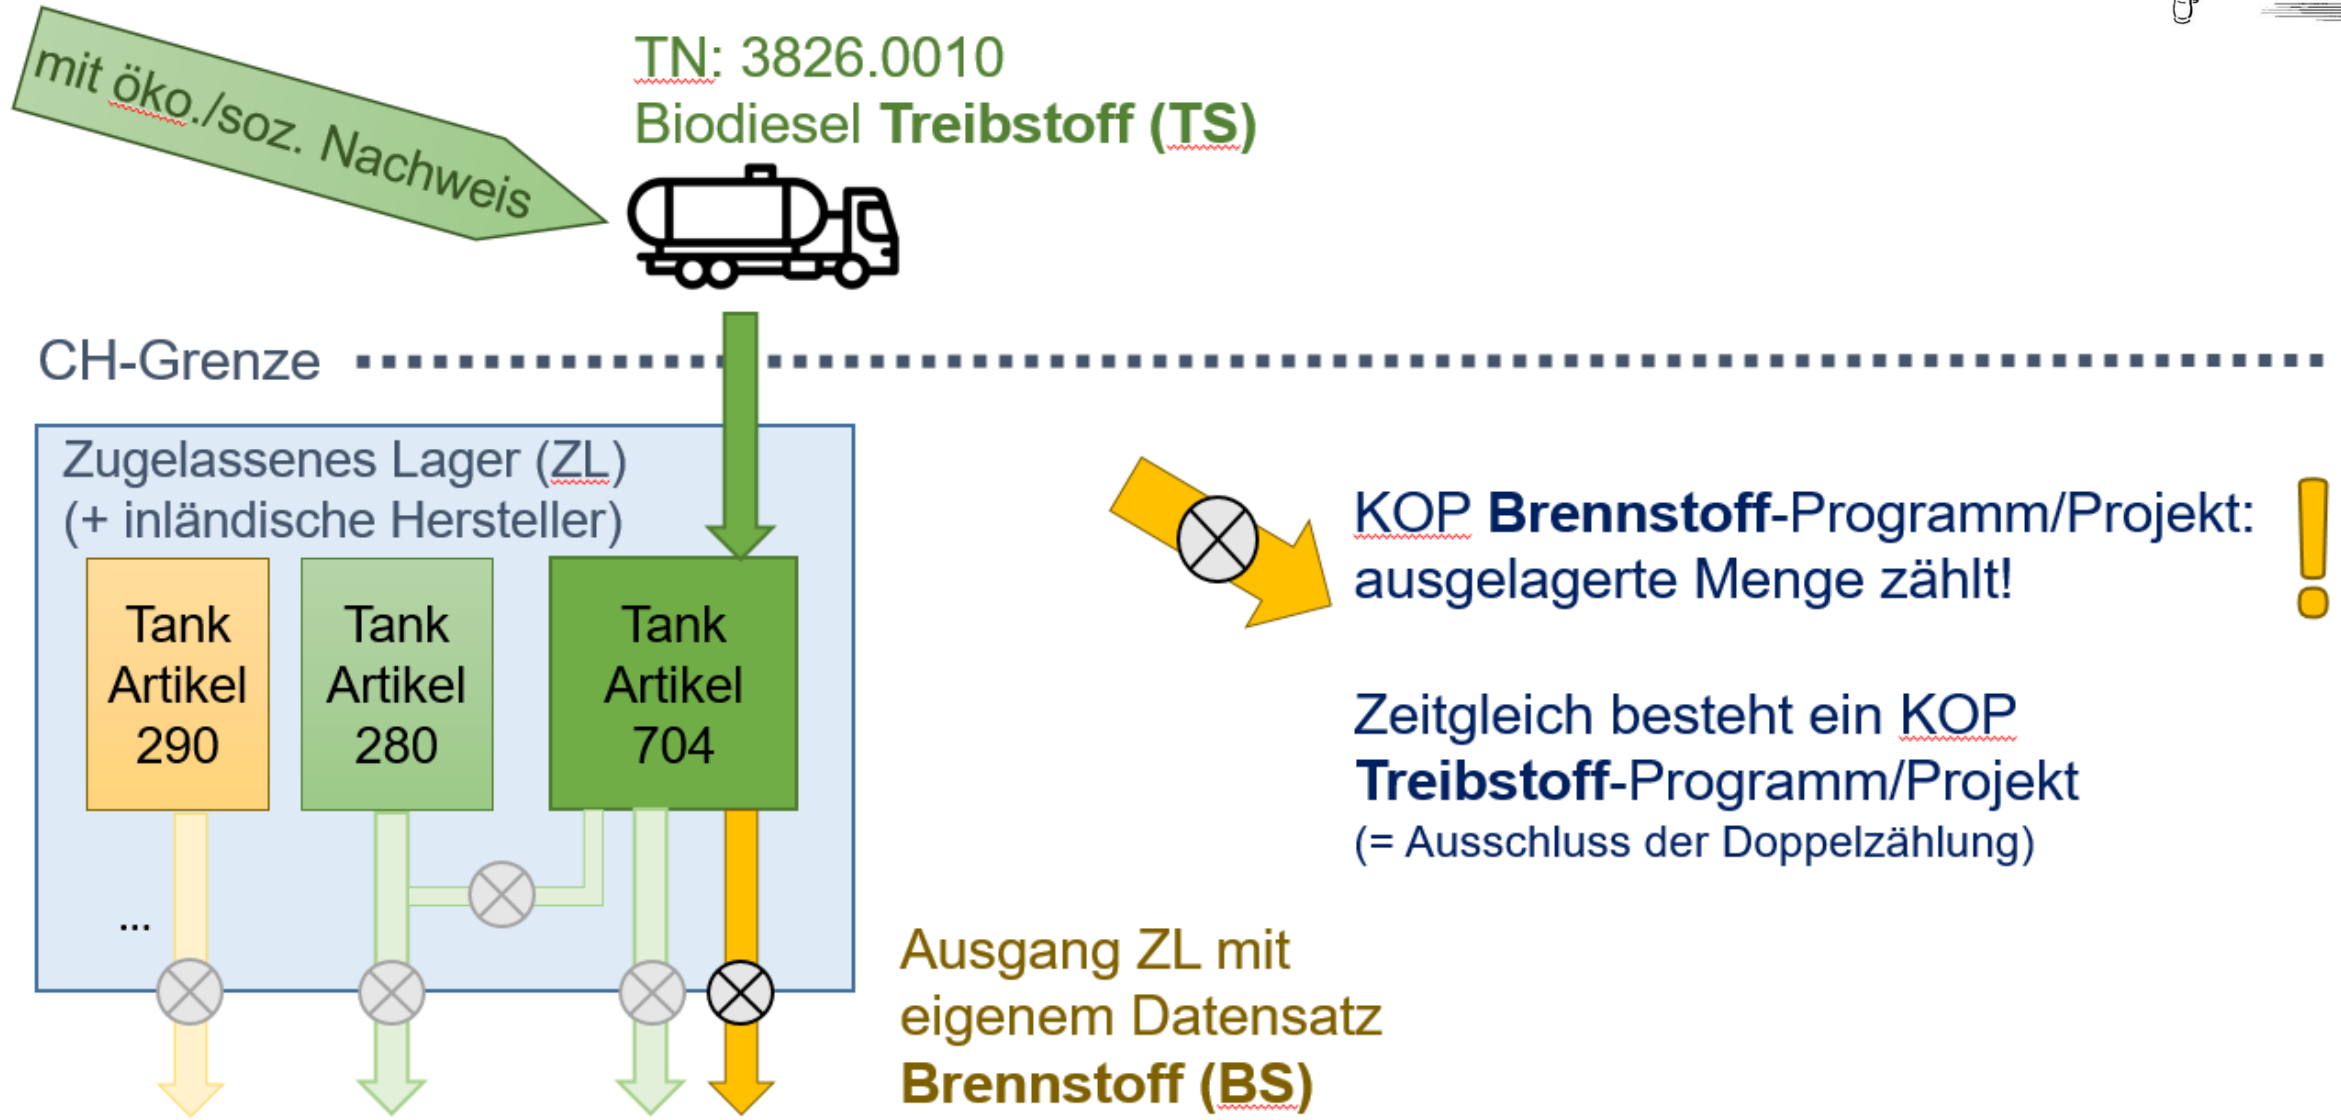 mit öko./soz. Nachweis
TN: 3826.0010
Biodiesel Treibstoff (TS)
CH-Grenze
Zugelassenes Lager (ZL)
(+ inländische Hersteller)
Tank
Artikel
290
Tank
Artikel
280
Tank
Artikel
704
...
KOP Brennstoff-Programm/Projekt:
ausgelagerte Menge zählt!
!
Zeitgleich besteht ein KOP
Treibstoff-Programm/Projekt
(= Ausschluss der Doppelzählung)
Ausgang ZL mit
eigenem Datensatz
Brennstoff (BS)